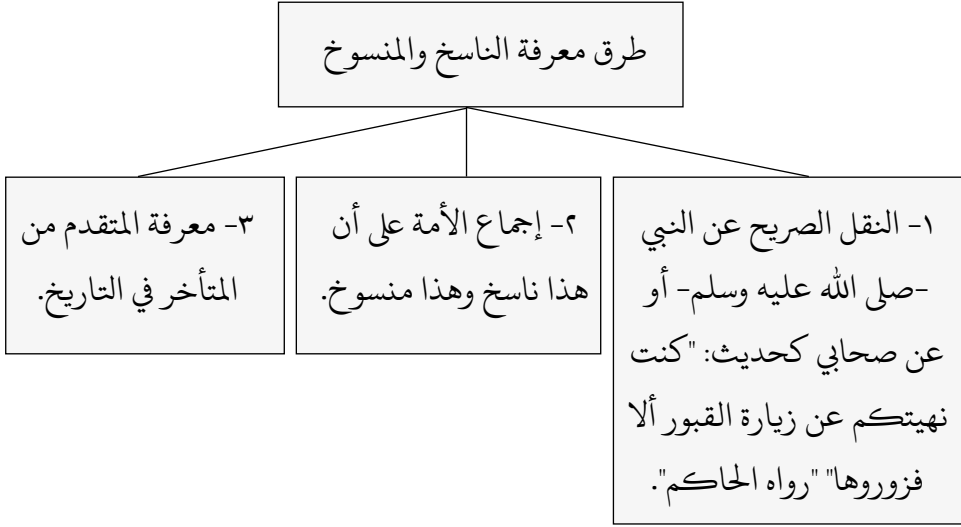 طرق معرفة الناسخ والمنسوخ
١- النقل الصريح عن النبي
-صلى الله عليه وسلم- أو
عن صحابي كحديث: "كنت
نهيتكم عن زيارة القبور ألا
فزوروها" "رواه الحاكم".
٢- إجماع الأمة على أن
هذا ناسخ وهذا منسوخ.
٣- معرفة المتقدم من
المتأخر في التاريخ.